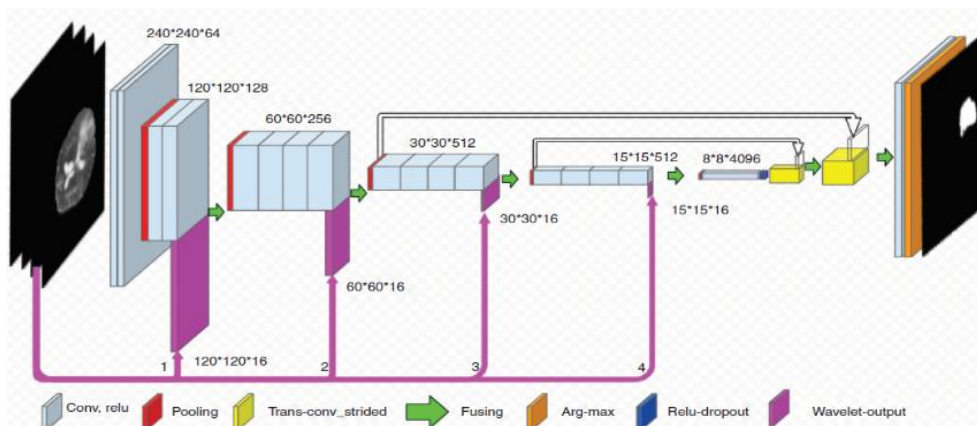 240*240*64
120*120*128
60*60*256
30*30*512
15*15*512
8*8*4096
30*30*16
15*15*16
60*60*16
120*120*16
1
2
3
4
Conv, relu
Pooling
Trans-conv_strided
Fusing
Arg-max
Relu-dropout
Wavelet-output